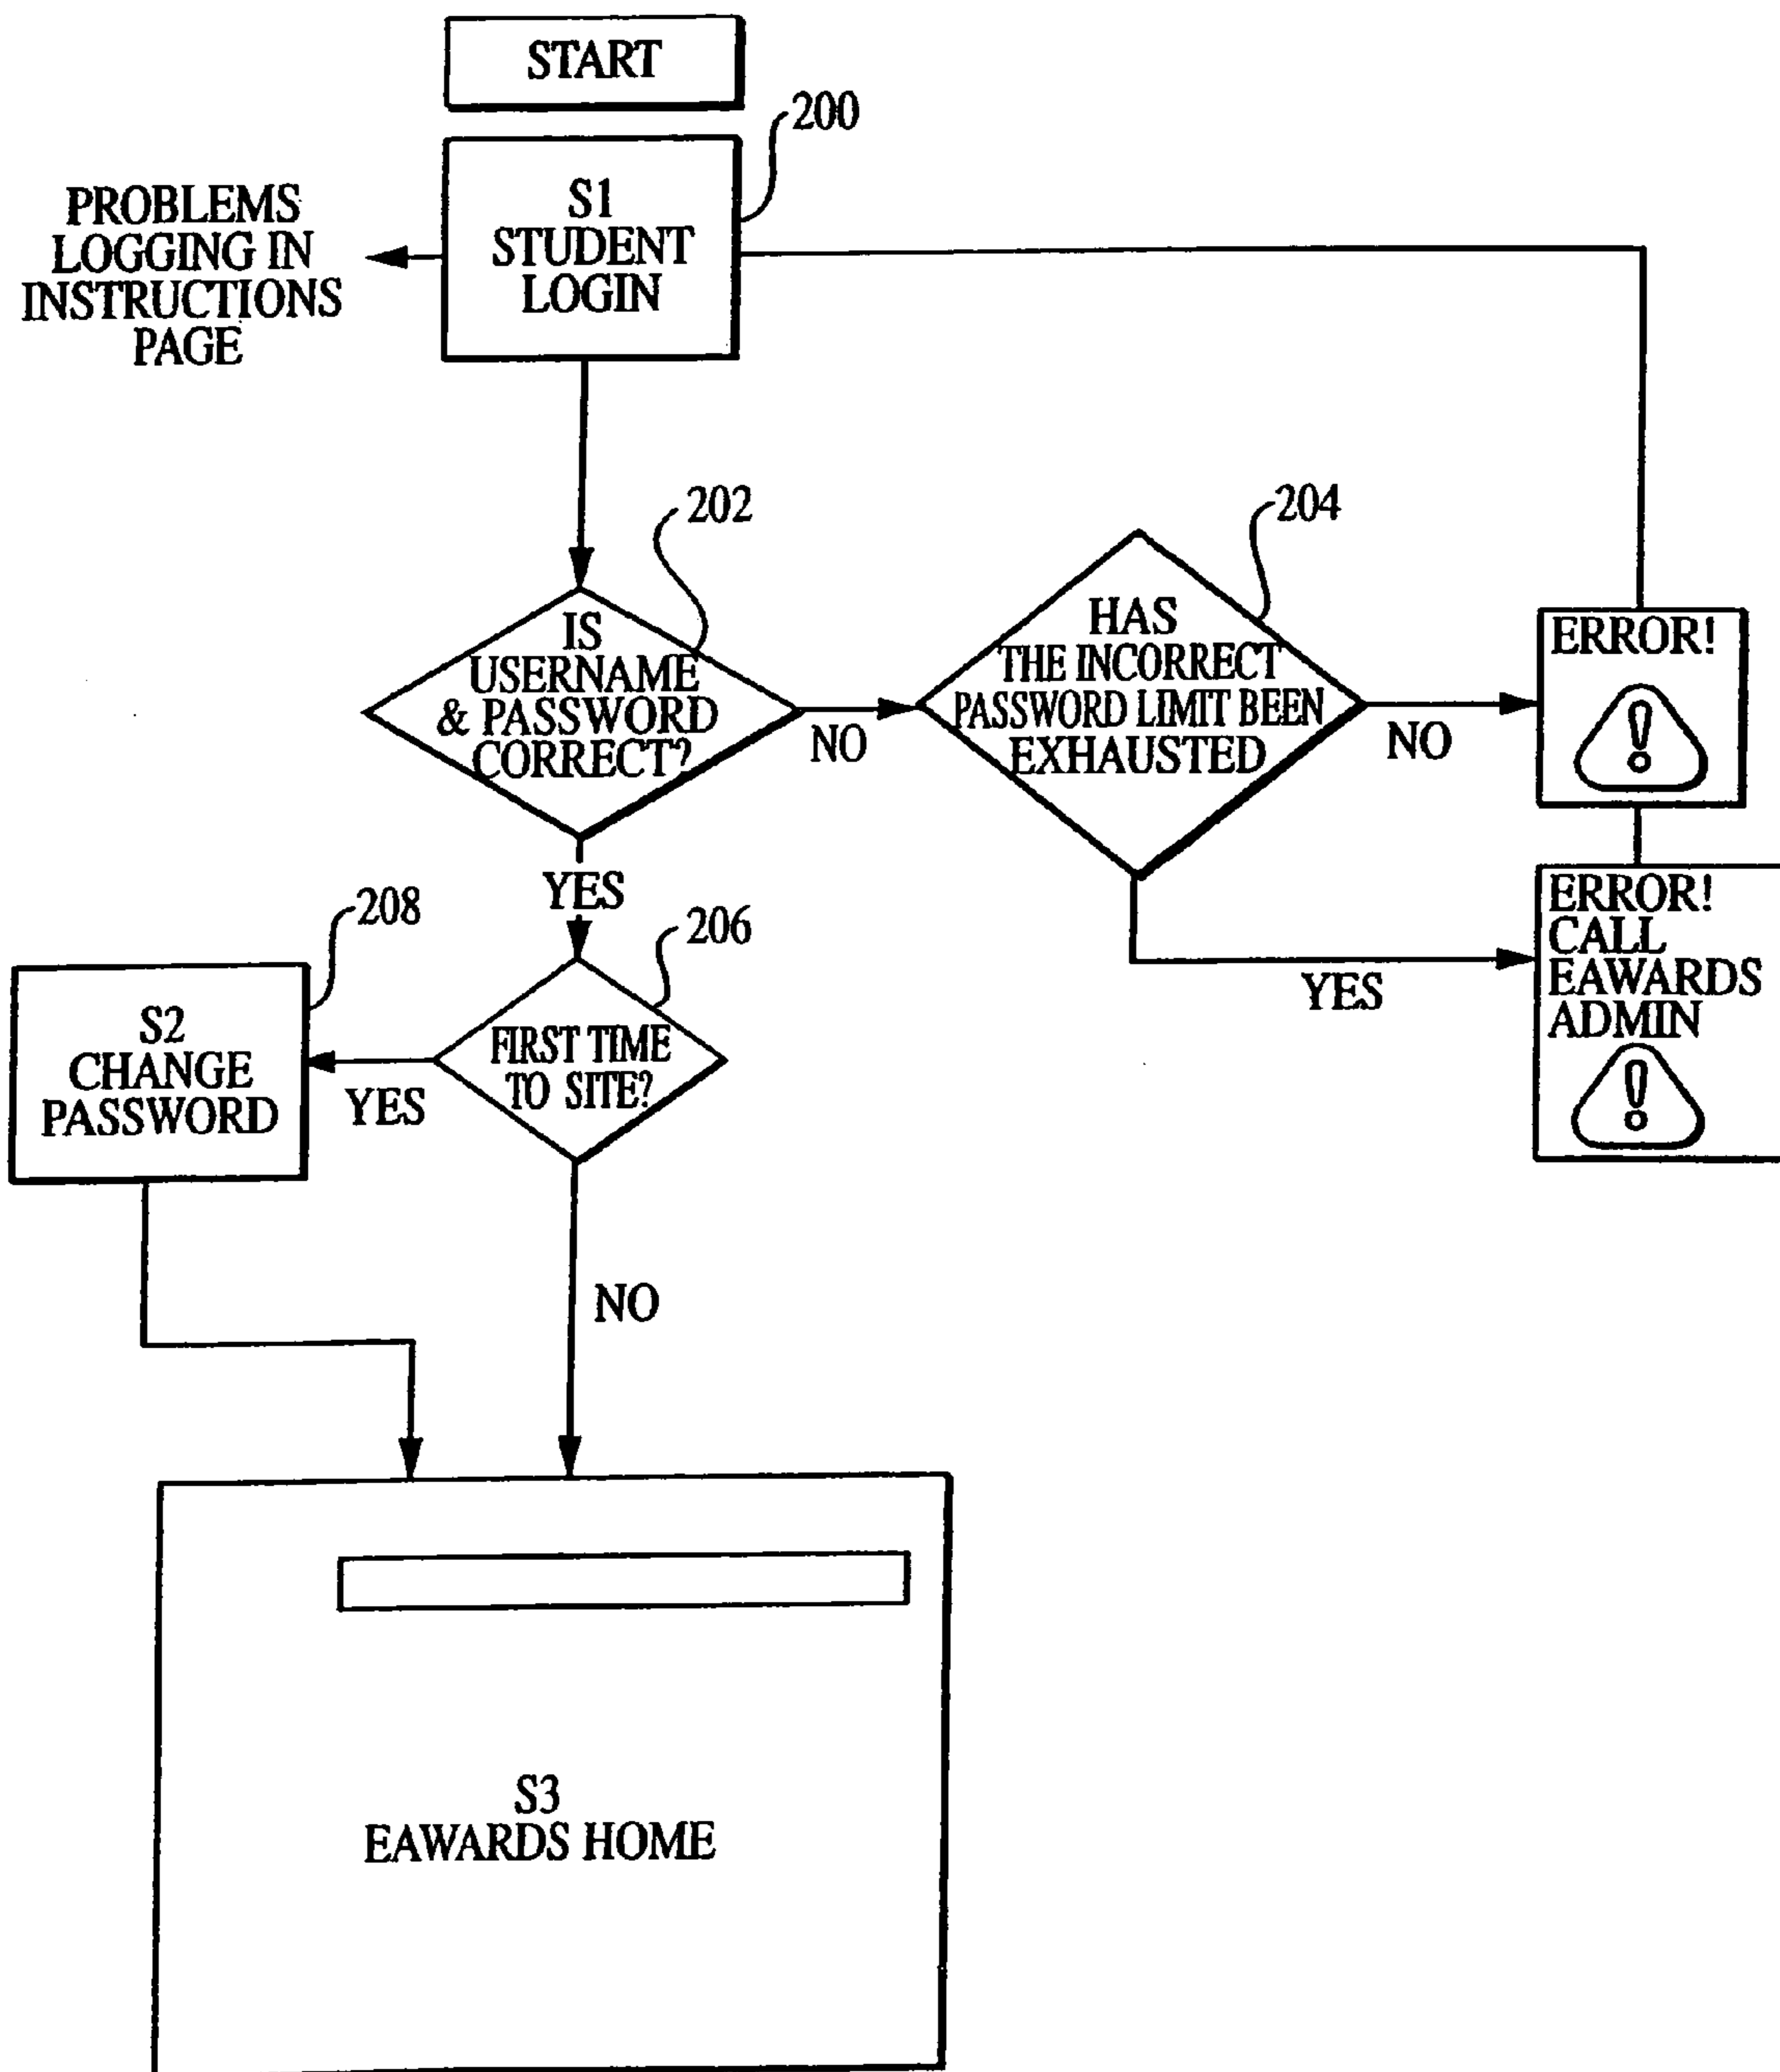 START
200
S1
STUDENT
LOGIN
PROBLEMS
LOGGING IN
INSTRUCTIONS
PAGE
202
IS
USERNAME
& PASSWORD
CORRECT?
NO
204
HAS
THE INCORRECT
PASSWORD LIMIT BEEN
EXHAUSTED
NO
ERROR!
!
YES
ERROR!
CALL
EAWARDS
ADMIN
!
YES
206
FIRST TIME
TO SITE?
YES
208
S2
CHANGE
PASSWORD
NO
S3
EAWARDS HOME